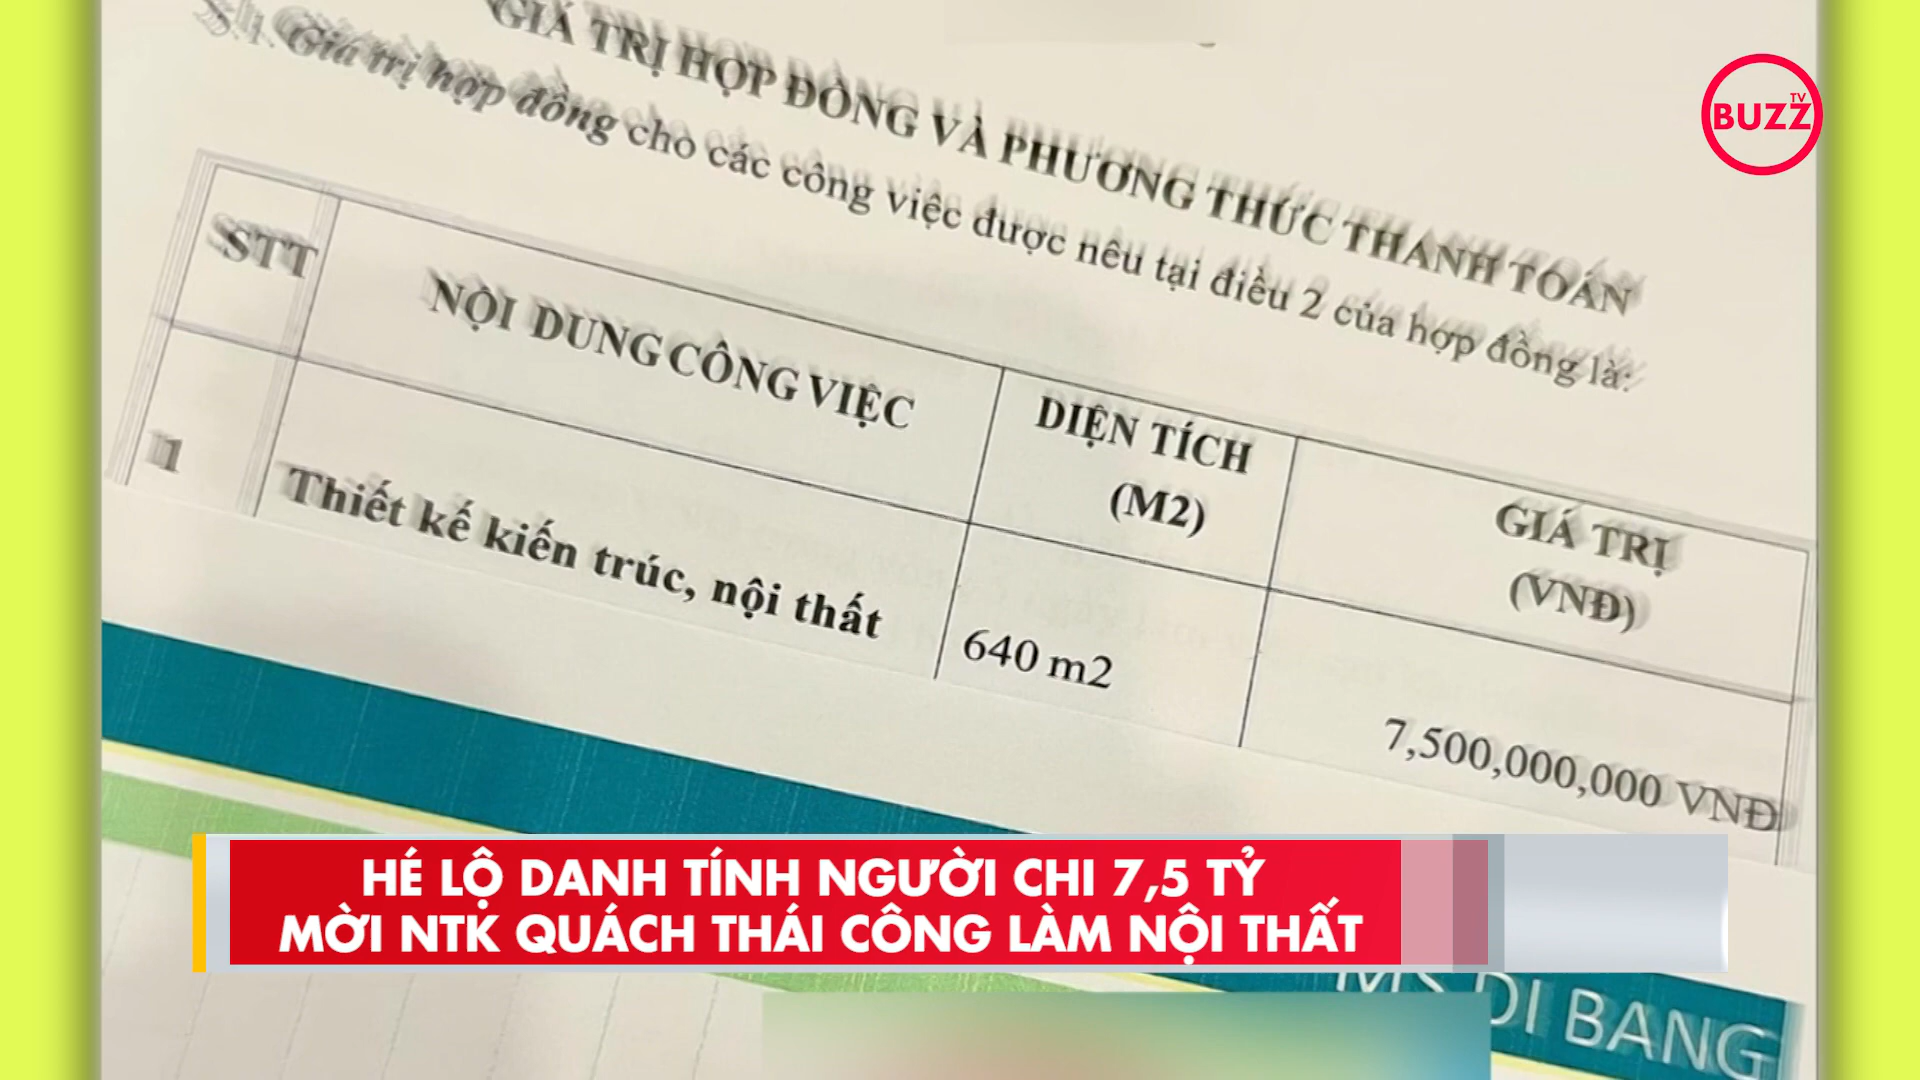 GIÁ TRỊ HỢP ĐỒNG VÀ PHƯƠNG THỨC THANH TOÁN
Giá trị hợp đồng cho các công việc được nêu tại điều 2 của hợp đồng là:
STT
NỘI DUNG CÔNG VIỆC
DIỆN TÍCH
(M2)
GIÁ TRỊ
(VNĐ)
1
Thiết kế kiến trúc, nội thất
640 m2
7,500,000,000 VNĐ
BUZZ TV
HÉ LỘ DANH TÍNH NGƯỜI CHI 7,5 TỶ
MỜI NTK QUÁCH THÁI CÔNG LÀM NỘI THẤT
MS DI BANG